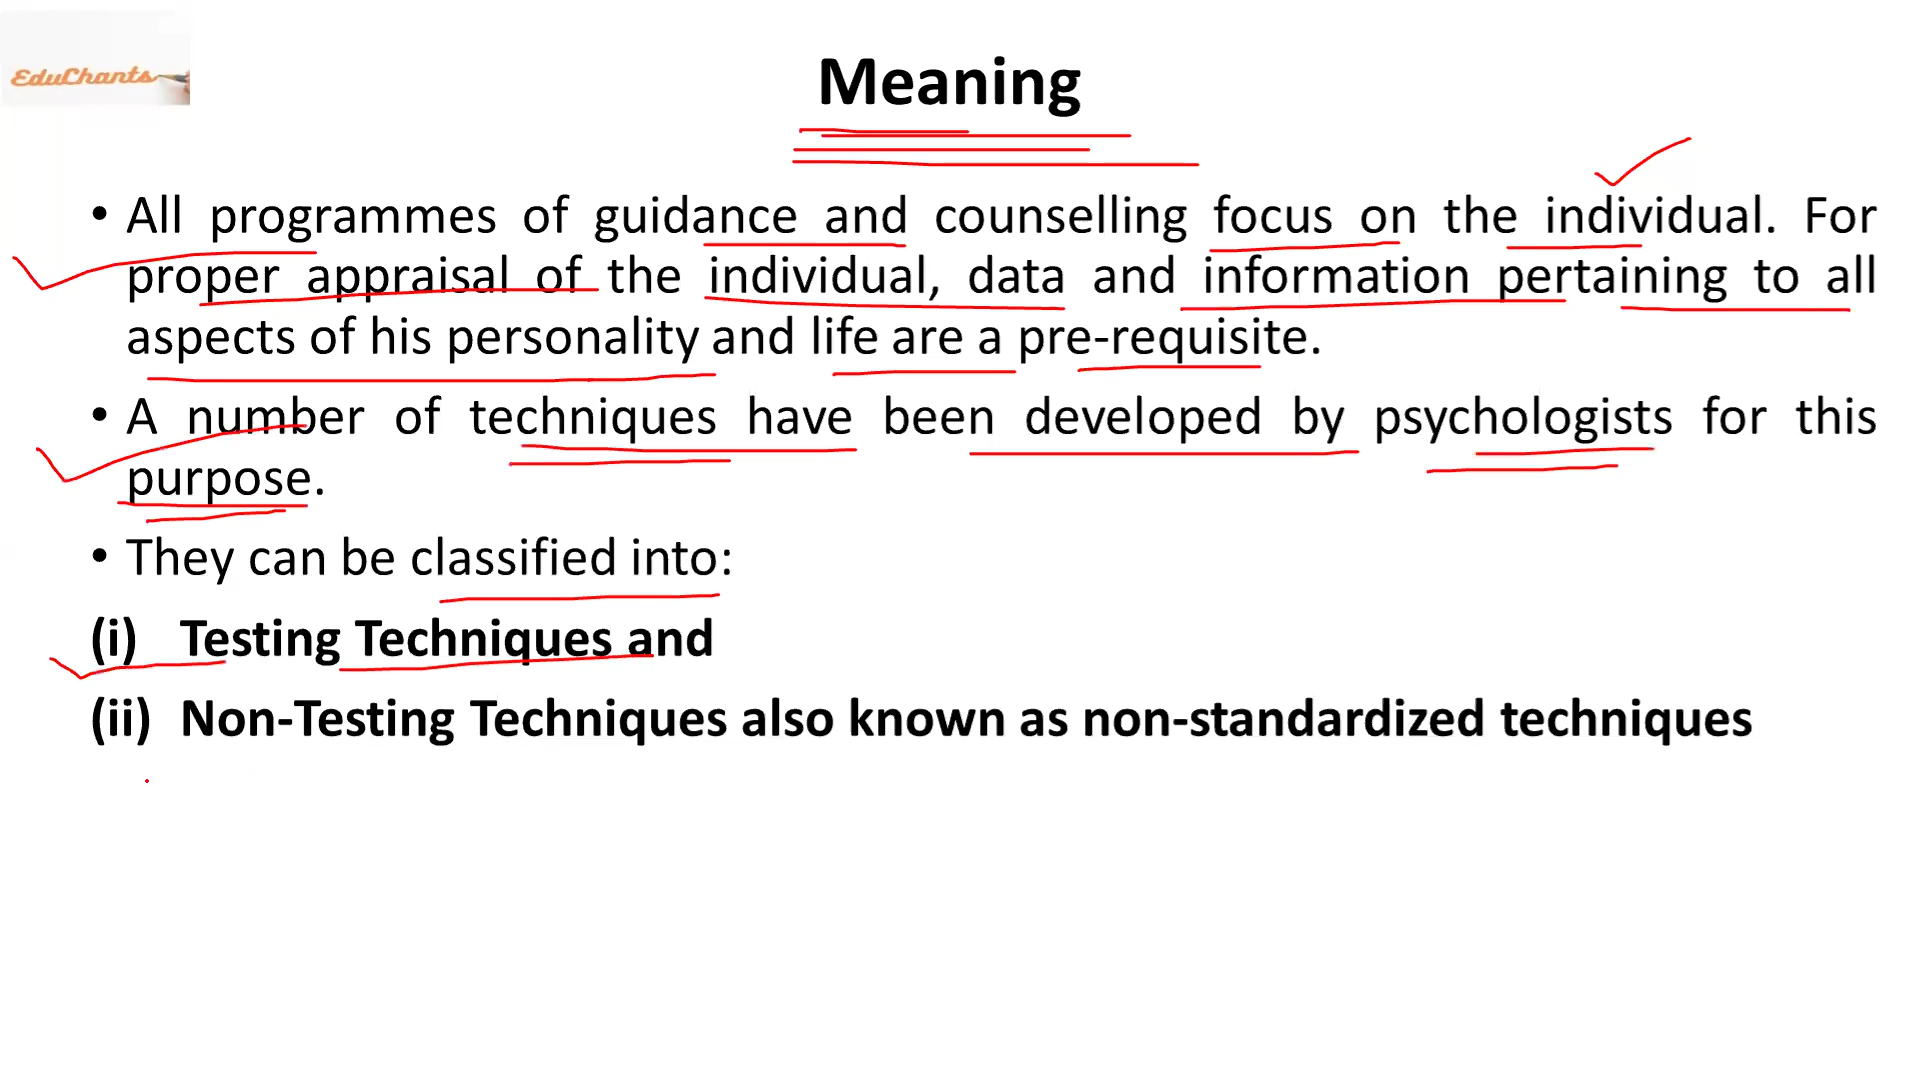 EduChants
Meaning
• All programmes of guidance and counselling focus on the individual. For
proper appraisal of the individual, data and information pertaining to all
aspects of his personality and life are a pre-requisite.
• A number of techniques have been developed by psychologists for this
purpose.
• They can be classified into:
(i) Testing Techniques and
(ii) Non-Testing Techniques also known as non-standardized techniques